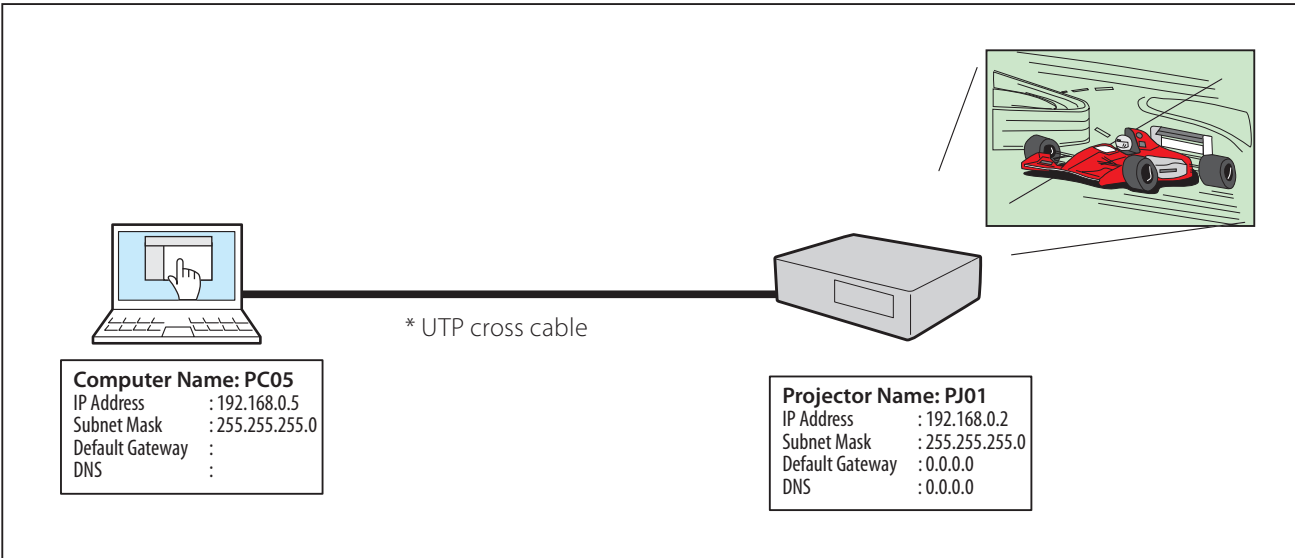 * UTP cross cable
Computer Name: PC05
IP Address : 192.168.0.5
Subnet Mask : 255.255.255.0
Default Gateway :
DNS :
Projector Name: PJ01
IP Address : 192.168.0.2
Subnet Mask : 255.255.255.0
Default Gateway : 0.0.0.0
DNS : 0.0.0.0